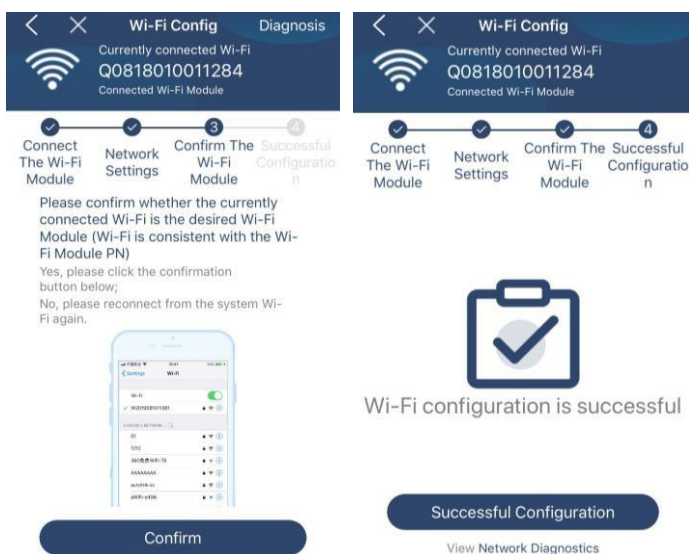 Wi-Fi Config
Diagnosis
Currently connected Wi-Fi
Q0818010011284
Connected Wi-Fi Module
Connect
The Wi-Fi
Module
Network
Settings
3
Confirm The
Wi-Fi
Module
4
Successful
Configuratio
n
Please confirm whether the currently
connected Wi-Fi is the desired Wi-
Fi Module (Wi-Fi is consistent with the Wi-
Fi Module PN)
Yes, please click the confirmation
button below;
No, please reconnect from the system Wi-
Fi again.
Settings
Wi-Fi
Wi-Fi
CHOOSE A NETWORK...
01
1212
AAAAAAAA
Confirm
Wi-Fi Config
Currently connected Wi-Fi
Q0818010011284
Connected Wi-Fi Module
Connect
The Wi-Fi
Module
Network
Settings
Confirm The
Wi-Fi
Module
4
Successful
Configuratio
n
Wi-Fi configuration is successful
Successful Configuration
View Network Diagnostics